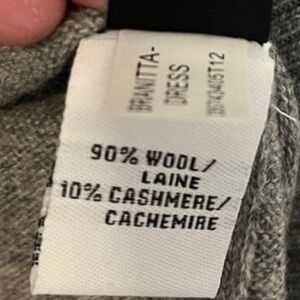 BRANITTA-
DRESS
90% WOOL/
LAINE
10% CASHMERE/
CACHEMIRE